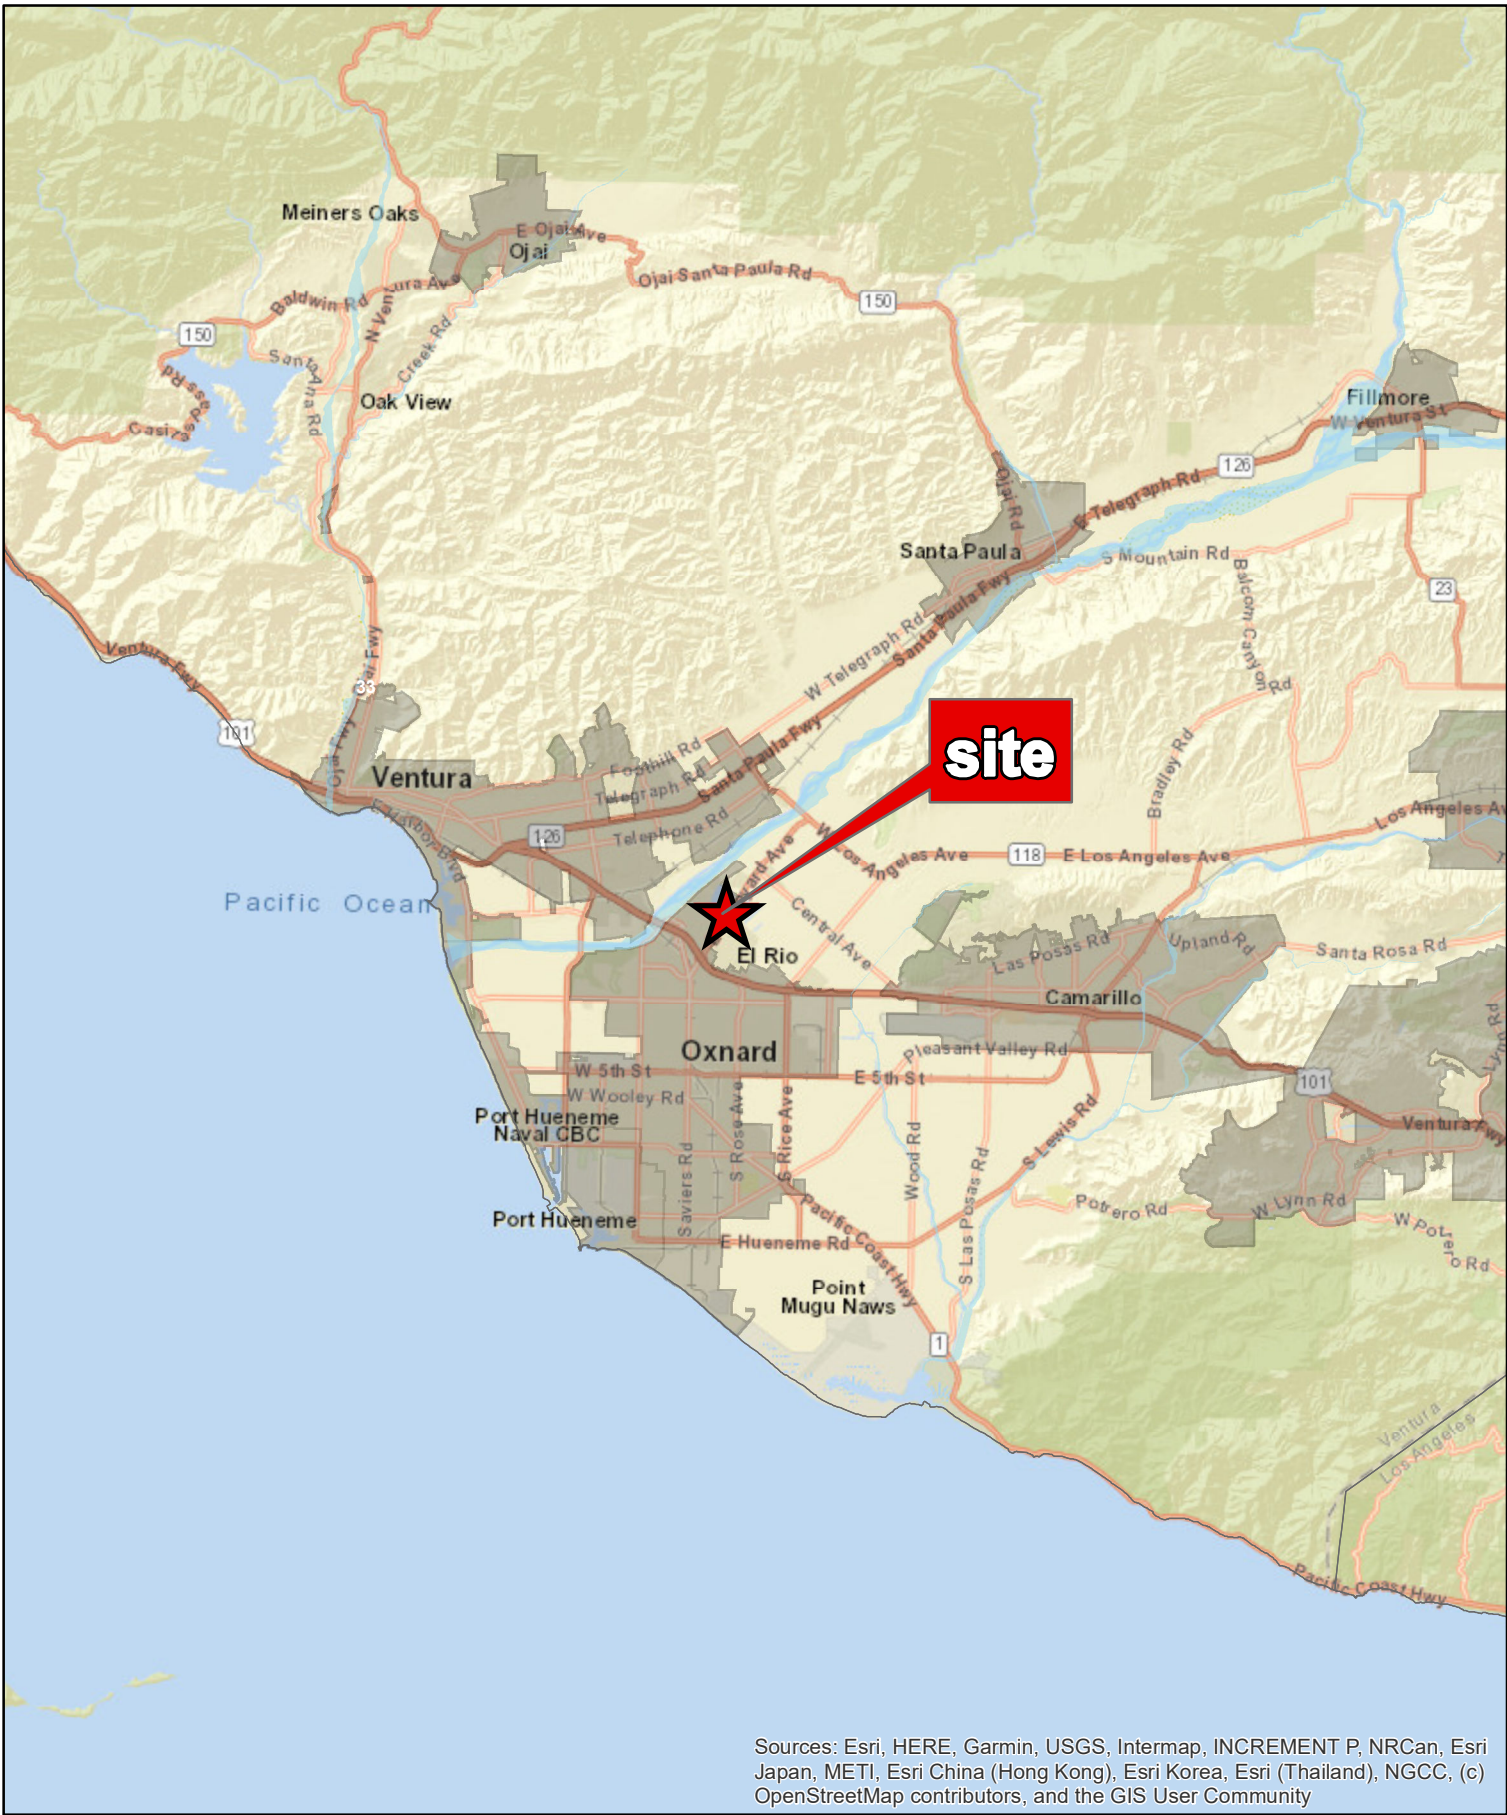 Meiners Oaks
E Ojai Ave
Ojai
Ojai Santa Paula Rd
150
Baldwin Rd
150
Creek Rd
Santa Ana Rd
Oak View
Fillmore
W Ventura St
126
E Telegraph Rd
Ojai Rd
Santa Paula
S Mountain Rd
Balcom Canyon Rd
23
W Telegraph Rd
Santa Paula Fwy
Ventura Fwy
33
101
site
Foothill Rd
Santa Paula Fwy
Ventura
Telegraph Rd
Bradley Rd
E Harbor Blvd
126
Telephone Rd
W Los Angeles Ave
118
E Los Angeles Ave
Los Angeles Av
Pacific Ocean
Central Ave
El Rio
Las Posas Rd
Upland Rd
Santa Rosa Rd
Camarillo
Oxnard
Pleasant Valley Rd
W 5th St
E 5th St
101
W Wooley Rd
Port Hueneme
Naval CBC
S Rose Ave
S Rice Ave
Saviers Rd
Wood Rd
S Las Posas Rd
S Lewis Rd
Ventura Fwy
Potrero Rd
W Lynn Rd
W Potrero Rd
Port Hueneme
E Hueneme Rd
Pacific Coast Hwy
Point
Mugu Naws
1
Ventura
Los Angeles
Pacific Coast Hwy
Sources: Esri, HERE, Garmin, USGS, Intermap, INCREMENT P, NRCan, Esri
Japan, METI, Esri China (Hong Kong), Esri Korea, Esri (Thailand), NGCC, (c)
OpenStreetMap contributors, and the GIS User Community